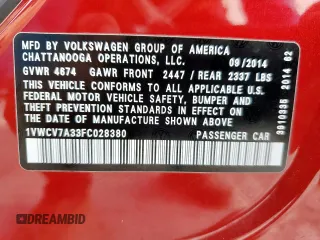 MFD BY VOLKSWAGEN GROUP OF AMERICA
CHATTANOOGA OPERATIONS, LLC. 09/2014
GVWR 4874 GAWR FRONT 2447 / REAR 2337 LBS
THIS VEHICLE CONFORMS TO ALL APPLICABLE U.S.
FEDERAL MOTOR VEHICLE SAFETY, BUMPER AND
THEFT PREVENTION STANDARDS IN EFFECT ON THE
DATE OF MANUFACTURE SHOWN ABOVE.
1VWCV7A33FC028380 PASSENGER CAR
2014 02
DREAMBID